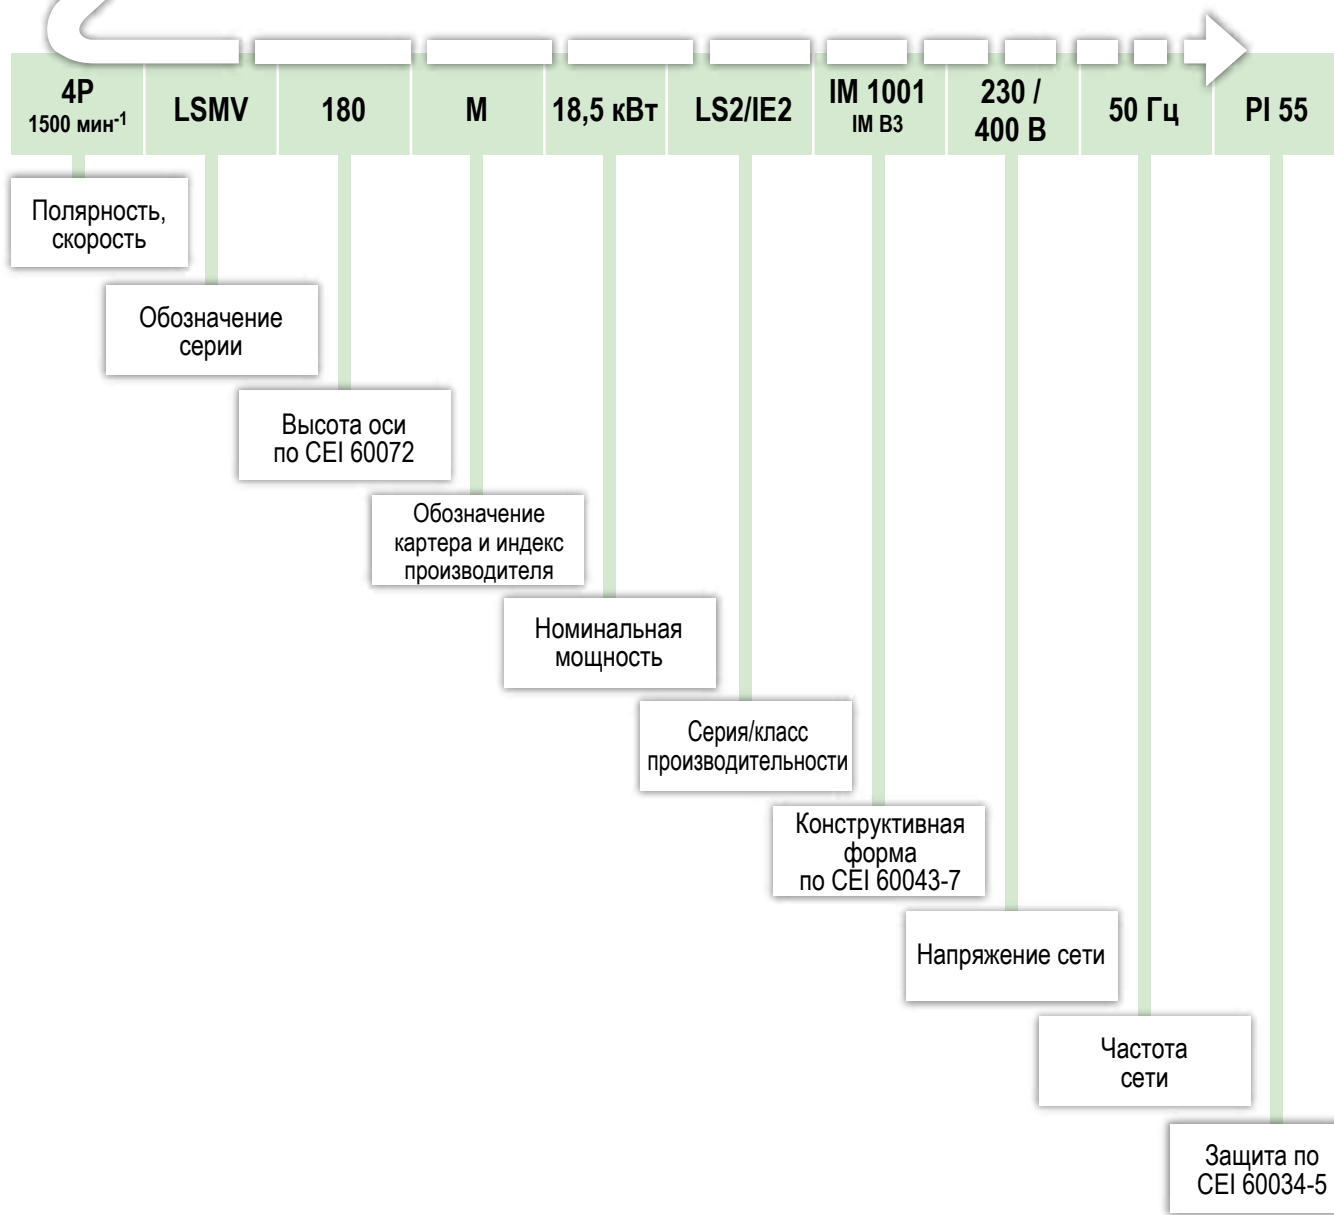 4P
1500 мин-1
LSMV
180
M
18,5 кВт
LS2/IE2
IM 1001
IM B3
230 /
400 В
50 Гц
PI 55
Полярность,
скорость
Обозначение
серии
Высота оси
по CEI 60072
Обозначение
картера и индекс
производителя
Номинальная
мощность
Серия/класс
производительности
Конструктивная
форма
по CEI 60043-7
Напряжение сети
Частота
сети
Защита по
CEI 60034-5